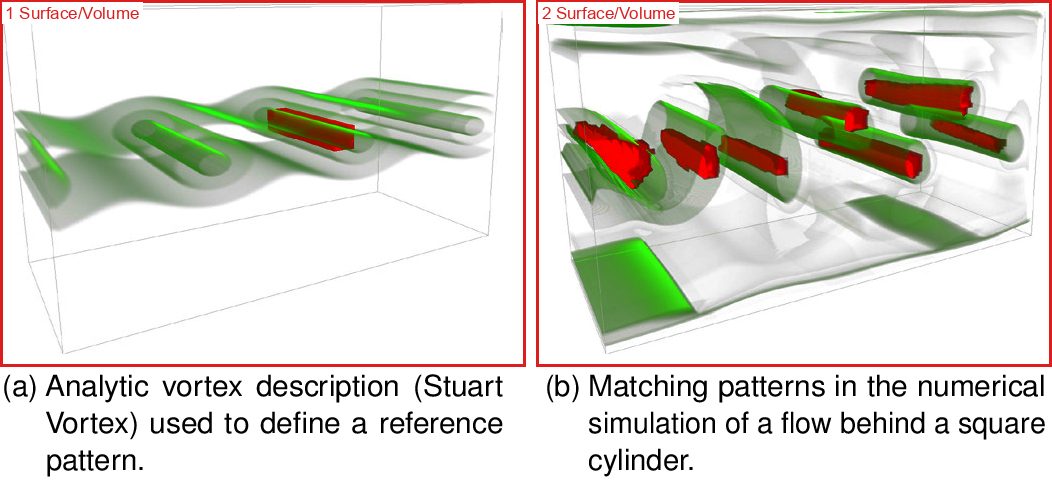 1 Surface/Volume
2 Surface/Volume
(a) Analytic vortex description (Stuart
Vortex) used to define a reference
pattern.
(b) Matching patterns in the numerical
simulation of a flow behind a square
cylinder.